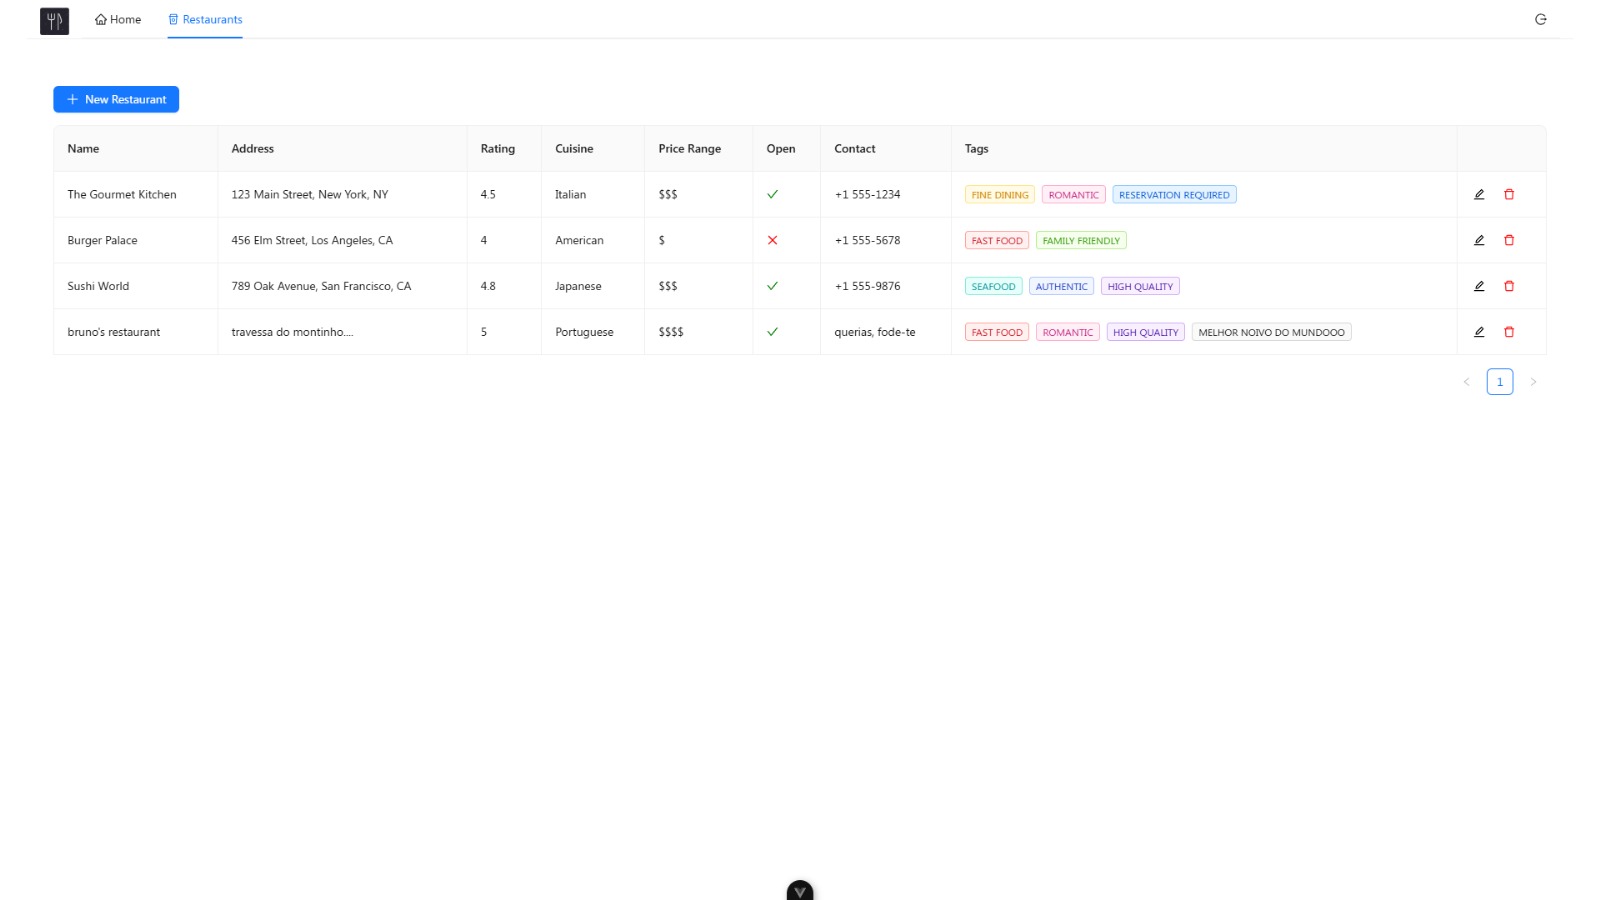 Home Restaurants
New Restaurant
Name Address Rating Cuisine Price Range Open Contact Tags
The Gourmet Kitchen 123 Main Street, New York, NY 4.5 Italian $$$ +1 555-1234 FINE DINING ROMANTIC RESERVATION REQUIRED
Burger Palace 456 Elm Street, Los Angeles, CA 4 American $ +1 555-5678 FAST FOOD FAMILY FRIENDLY
Sushi World 789 Oak Avenue, San Francisco, CA 4.8 Japanese $$$ +1 555-9876 SEAFOOD AUTHENTIC HIGH QUALITY
bruno's restaurant travessa do montinho.... 5 Portuguese $$$$ querias, fode-te FAST FOOD ROMANTIC HIGH QUALITY MELHOR NOIVO DO MUNDOOO
1